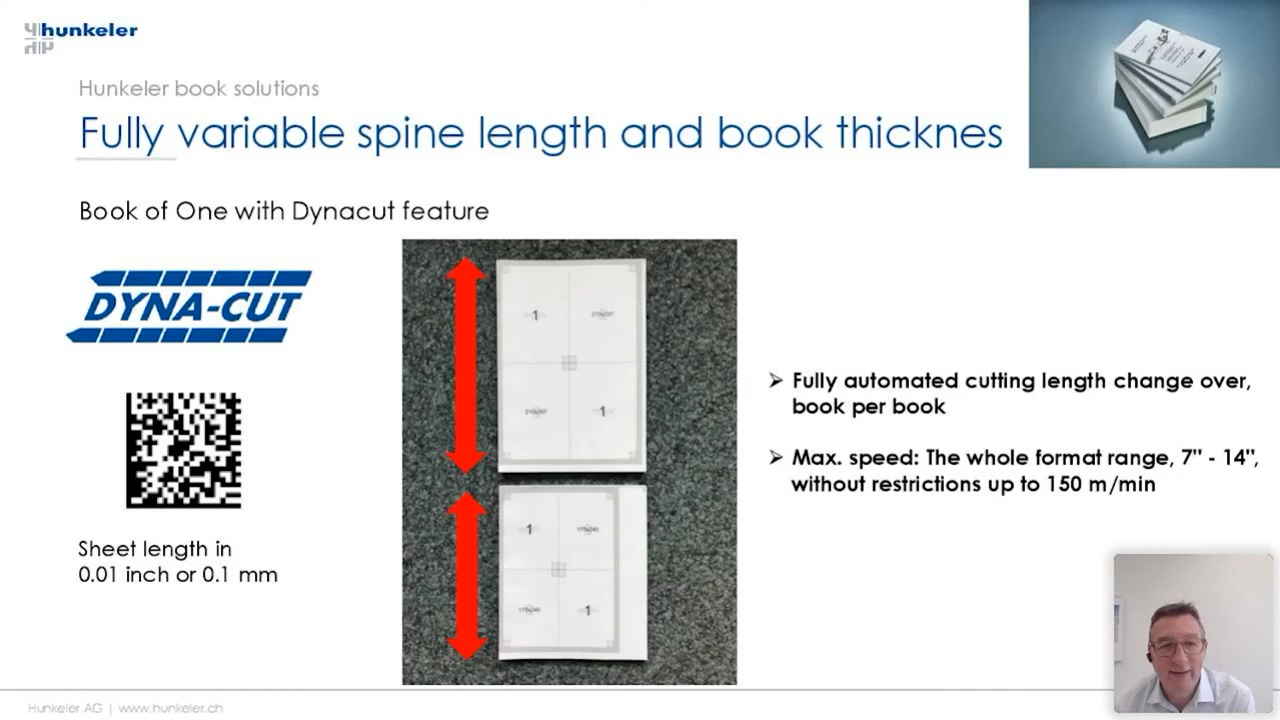 hunkeler
Hunkeler book solutions
Fully variable spine length and book thicknes
Book of One with Dynacut feature
DYNA-CUT
Sheet length in
0.01 inch or 0.1 mm
1
210x297
210x297
1
1
1
➢ Fully automated cutting length change over,
book per book
➢ Max. speed: The whole format range, 7" - 14",
without restrictions up to 150 m/min
Hunkeler AG | www.hunkeler.ch